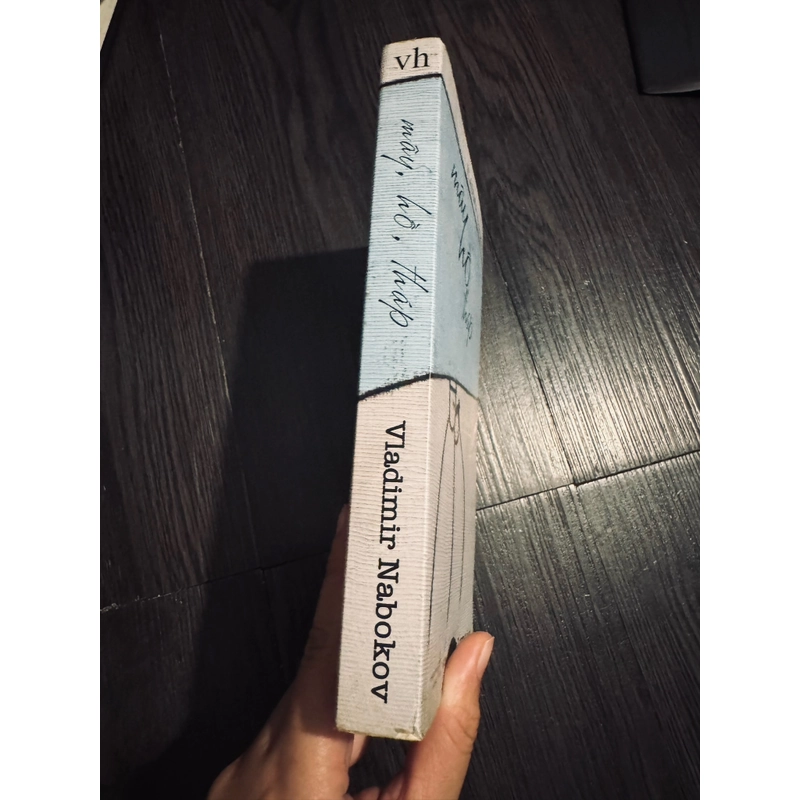 vh
mây, hồ, tháp
Vladimir Nabokov